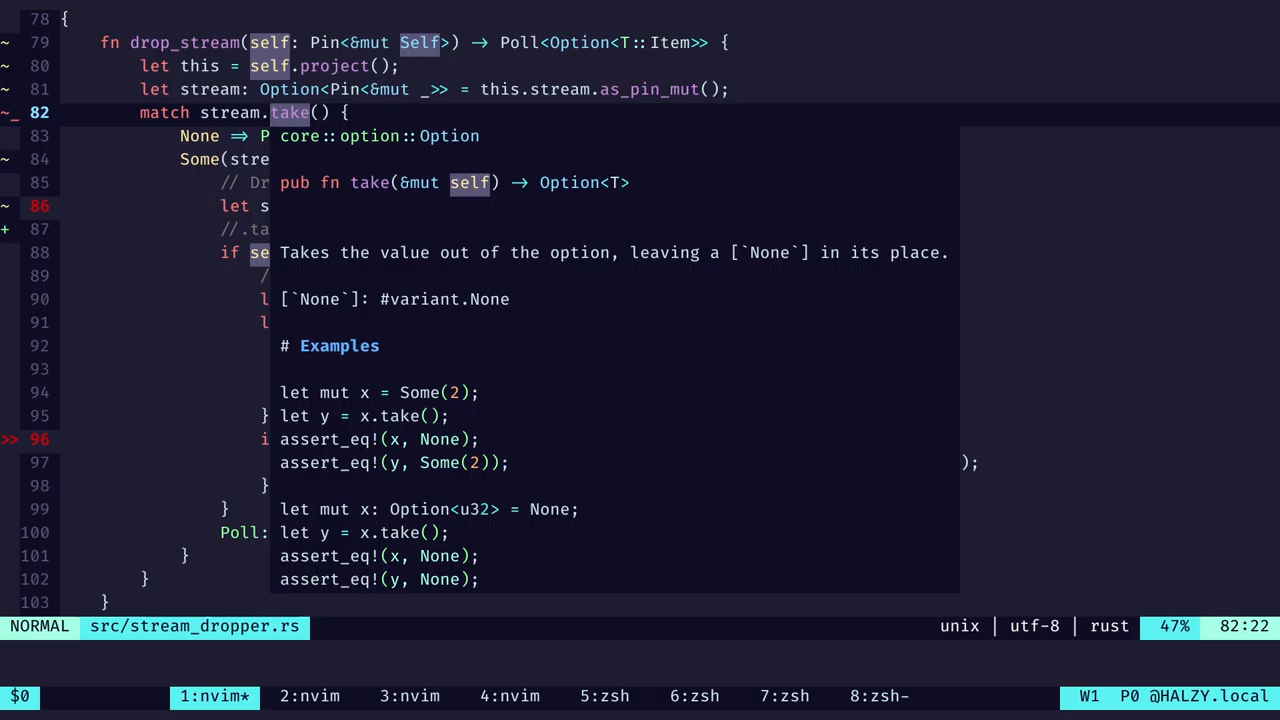 78 {
~ 79 fn drop_stream(self: Pin<&mut Self>) -> Poll<Option<T::Item>> {
~ 80 let this = self.project();
~ 81 let stream: Option<Pin<&mut _>> = this.stream.as_pin_mut();
~_ 82 match stream.take() {
83 None => P core::option::Option
~ 84 Some(stre
85 // Dr pub fn take(&mut self) -> Option<T>
~ 86 let s
+ 87 //.ta
88 if se Takes the value out of the option, leaving a [`None`] in its place.
89 /
90 l [`None`]: #variant.None
91 l
92 # Examples
93
94 let mut x = Some(2);
95 } let y = x.take();
>> 96 i assert_eq!(x, None);
97 assert_eq!(y, Some(2)); );
98 }
99 } let mut x: Option<u32> = None;
100 Poll: let y = x.take();
101 } assert_eq!(x, None);
102 } assert_eq!(y, None);
103 }
NORMAL src/stream_dropper.rs unix | utf-8 | rust 47% 82:22
$0 1:nvim* 2:nvim 3:nvim 4:nvim 5:zsh 6:zsh 7:zsh 8:zsh- W1 P0 @HALZY.local